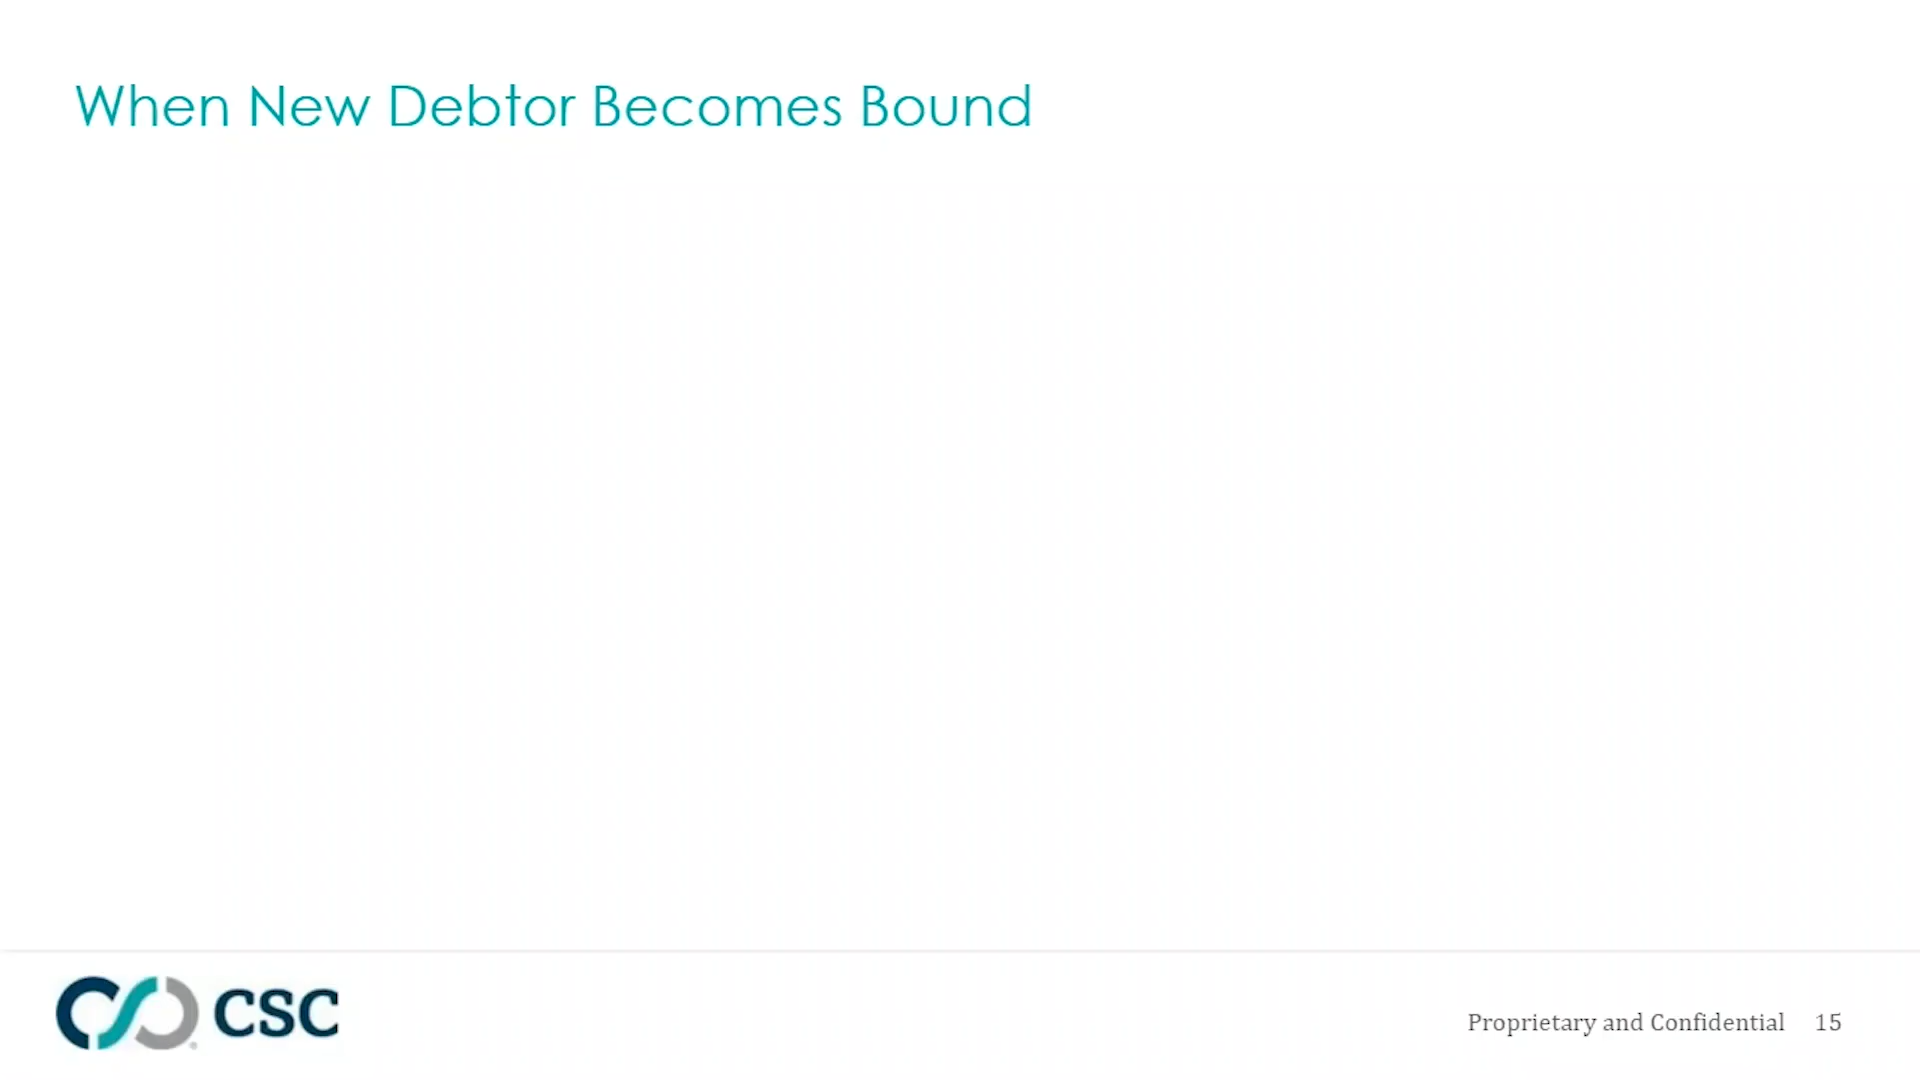 When New Debtor Becomes Bound
CSC
Proprietary and Confidential 15